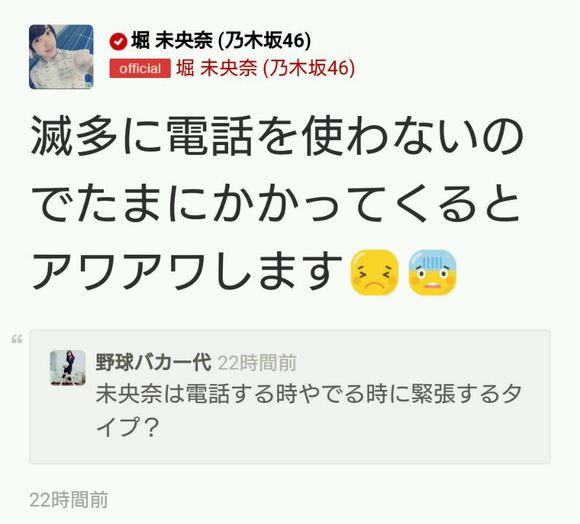 堀 未央奈 (乃木坂46)
official 堀 未央奈 (乃木坂46)
滅多に電話を使わないの
でたまにかかってくると
アワアワします😣😨
野球バカ一代 22時間前
未央奈は電話する時やでる時に緊張するタ
イプ？
22時間前